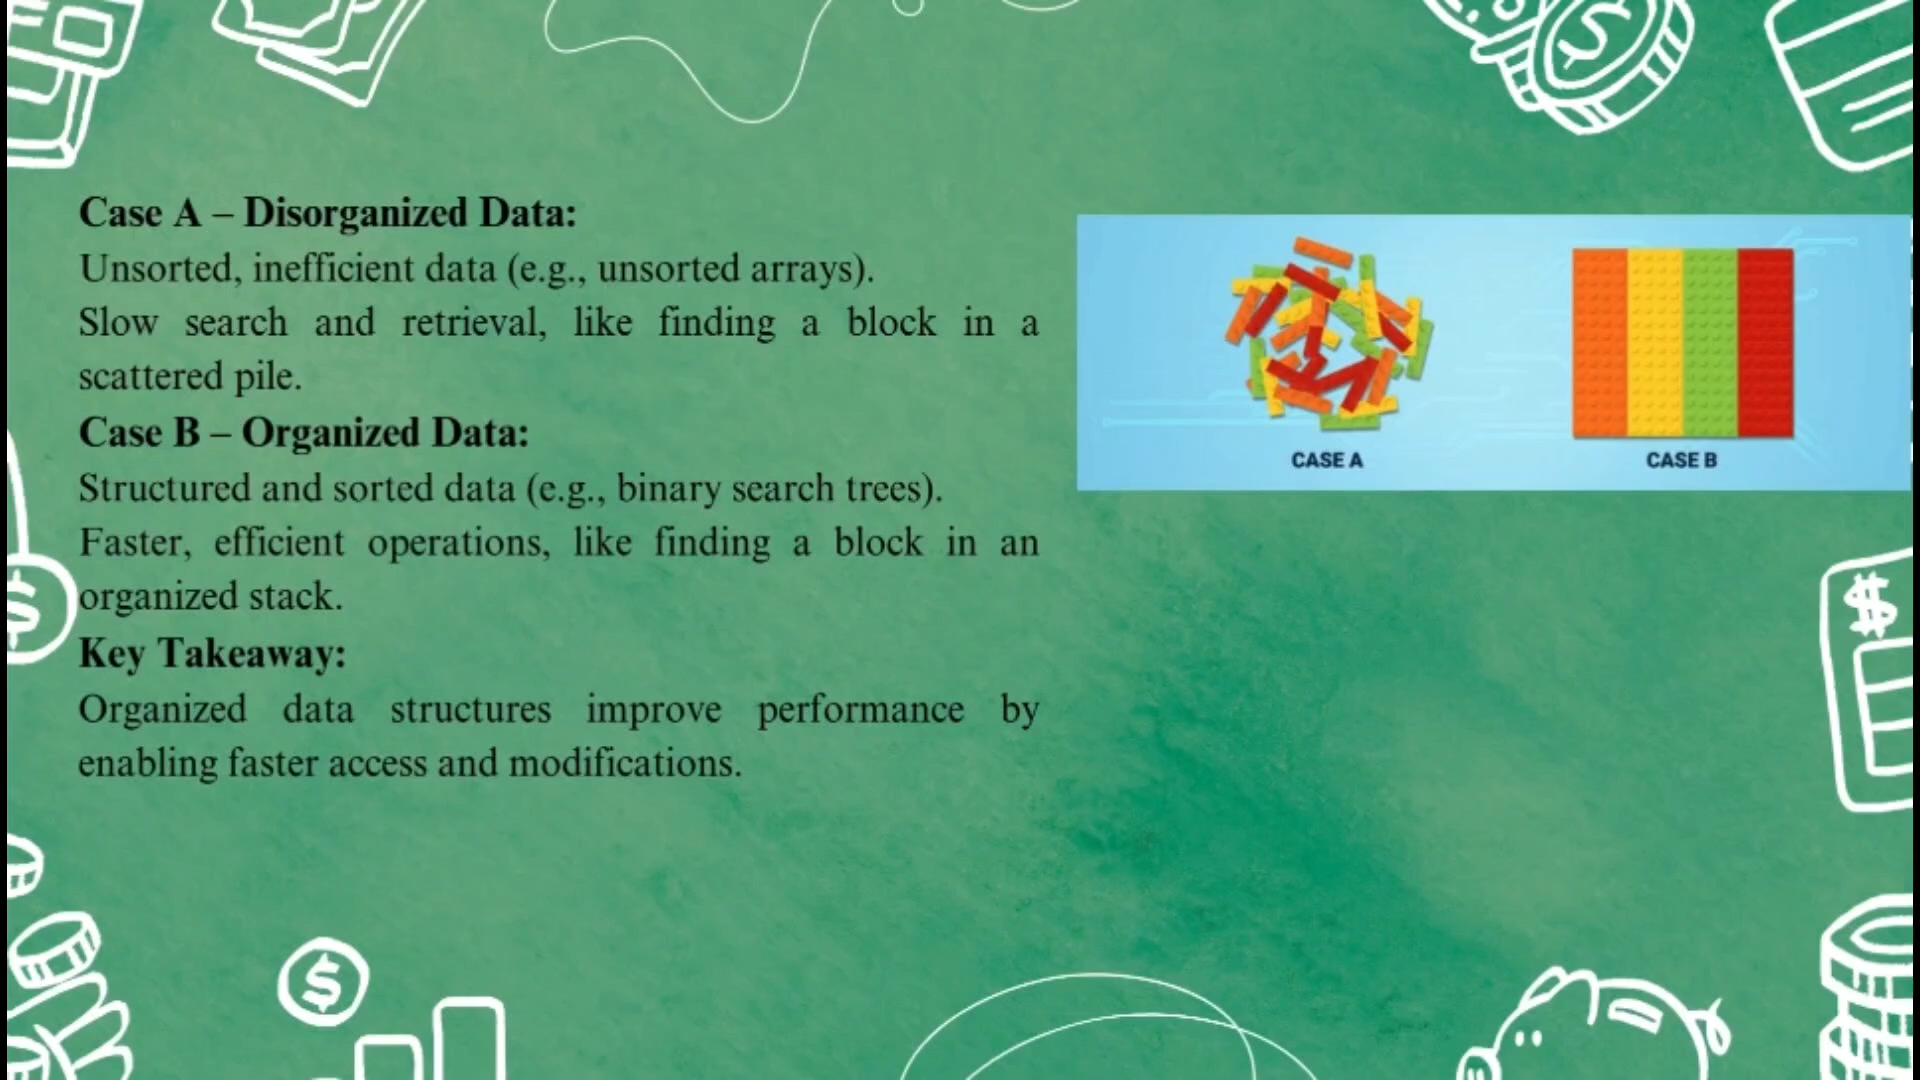 Case A – Disorganized Data:
Unsorted, inefficient data (e.g., unsorted arrays).
Slow search and retrieval, like finding a block in a
scattered pile.
Case B – Organized Data:
Structured and sorted data (e.g., binary search trees).
Faster, efficient operations, like finding a block in an
organized stack.
Key Takeaway:
Organized data structures improve performance by
enabling faster access and modifications.
CASE A
CASE B
$
$
$
$